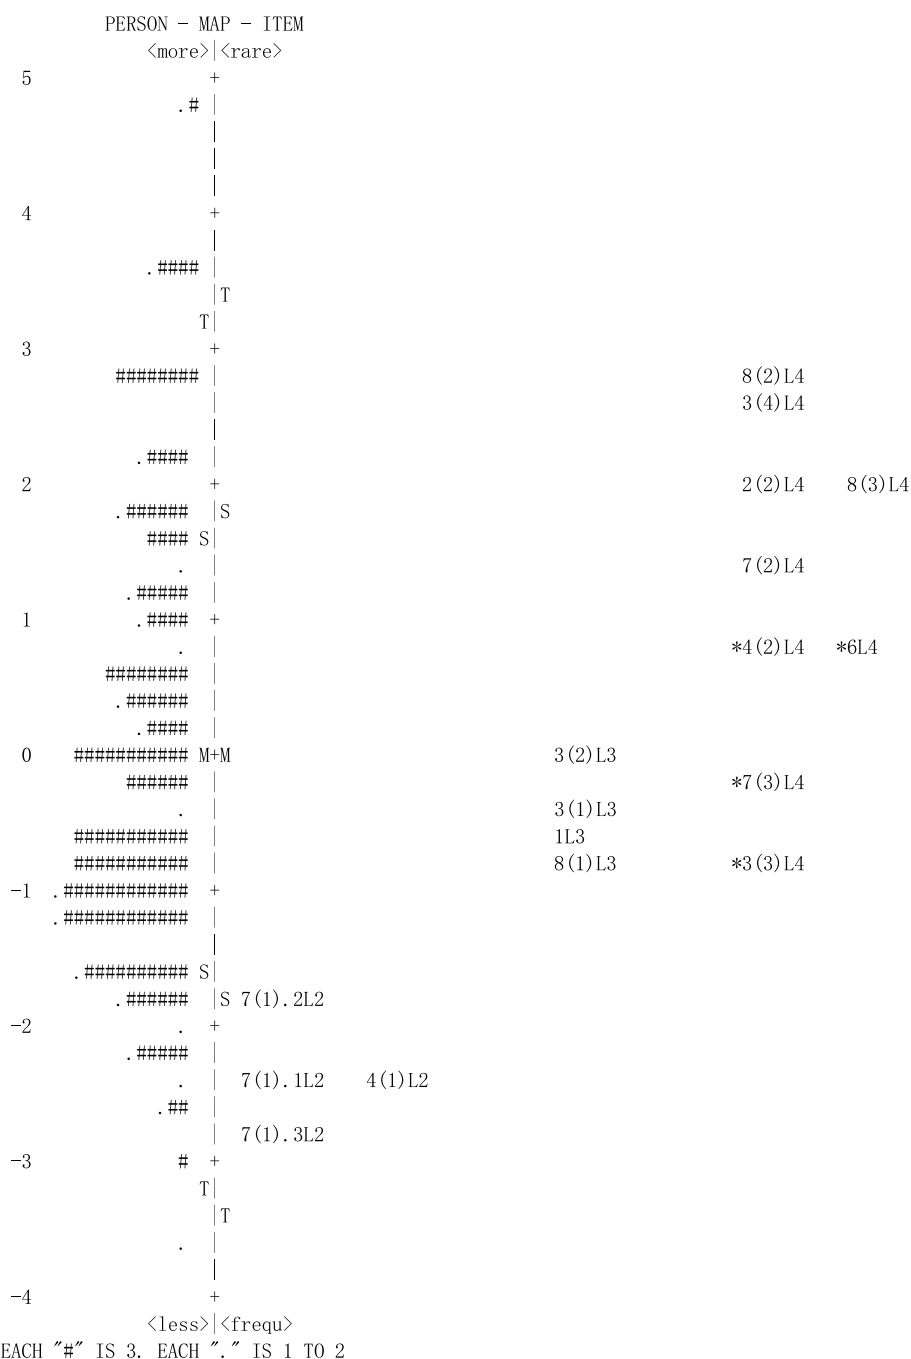 PERSON - MAP - ITEM
<more>|<rare>
5 +
.# |
|
|
|
4 +
|
.#### |
|T
T|
3 +
######## | 8(2)L4
| 3(4)L4
|
.#### |
2 + 2(2)L4 8(3)L4
.###### |S
#### S|
. | 7(2)L4
.##### |
1 .#### +
. | *4(2)L4 *6L4
######## |
.###### |
.#### |
0 ########### M+M 3(2)L3
###### | *7(3)L4
. | 3(1)L3
########### | 1L3
########### | 8(1)L3 *3(3)L4
-1 .############ +
.############ |
|
.########## S|
.###### |S 7(1).2L2
-2 . +
.##### |
. | 7(1).1L2 4(1)L2
.## |
| 7(1).3L2
-3 # +
T|
|T
. |
|
-4 +
<less>|<frequ>
EACH "#" IS 3. EACH "." IS 1 TO 2